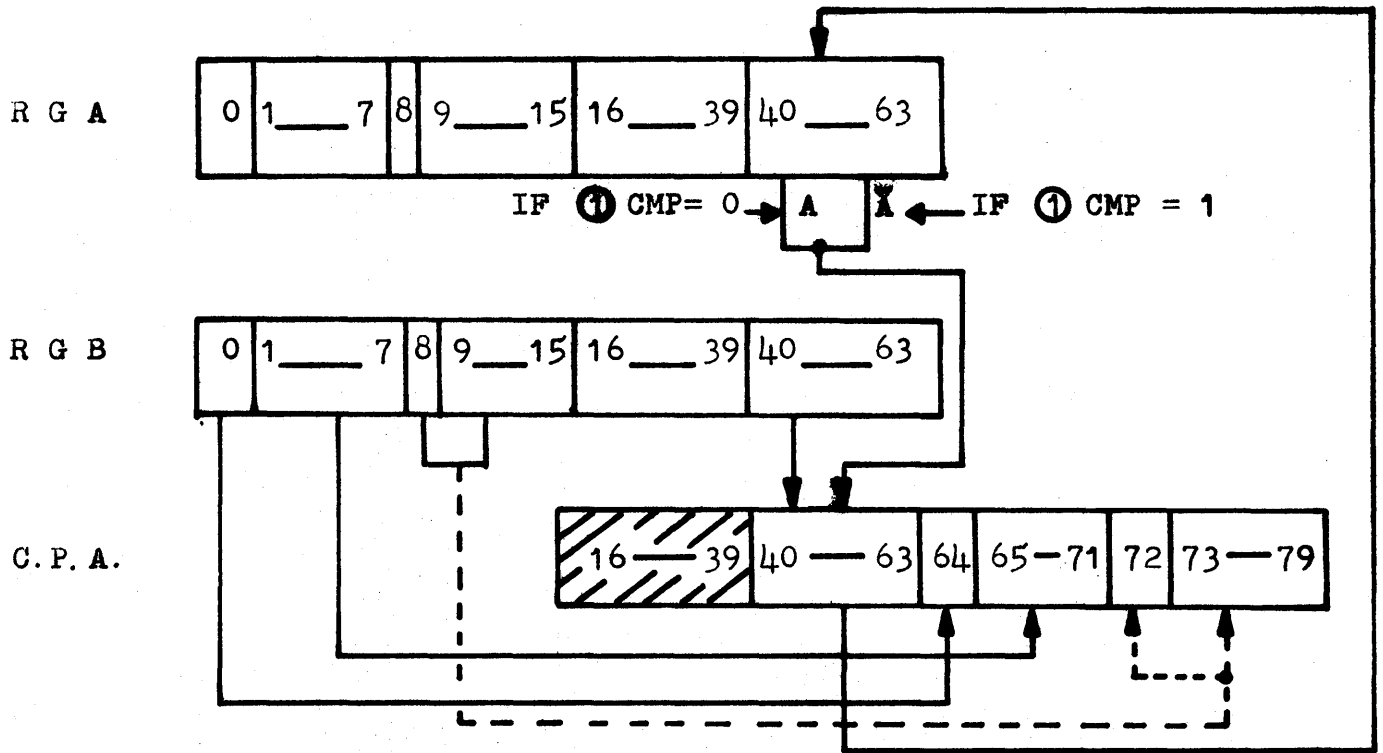 R G A 0 1 7 8 9 15 16 39 40 63
IF ① CMP= 0 A Ā IF ① CMP = 1
R G B 0 1 7 8 9 15 16 39 40 63
C.P.A. 16 — 39 40 — 63 64 65-71 72 73 — 79